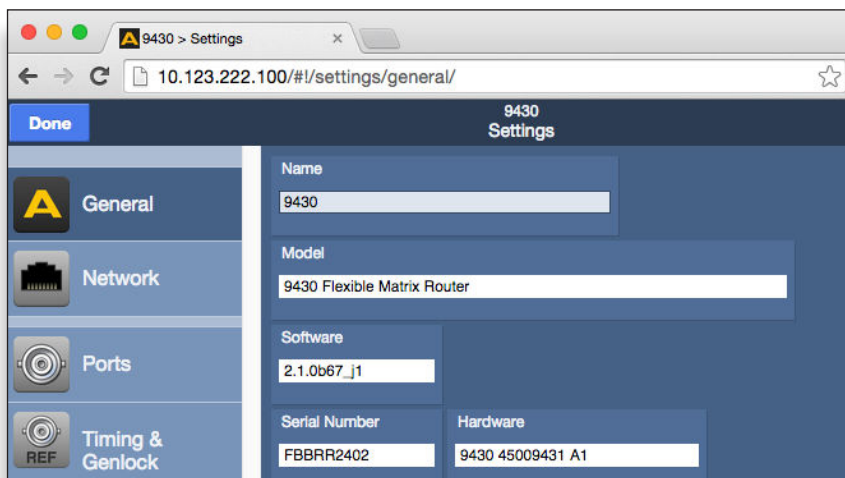 9430 > Settings
10.123.222.100/#!/settings/general/
Done
9430
Settings
General
Network
Ports
REF
Timing &
Genlock
Name
9430
Model
9430 Flexible Matrix Router
Software
2.1.0b67_j1
Serial Number
FBBRR2402
Hardware
9430 45009431 A1